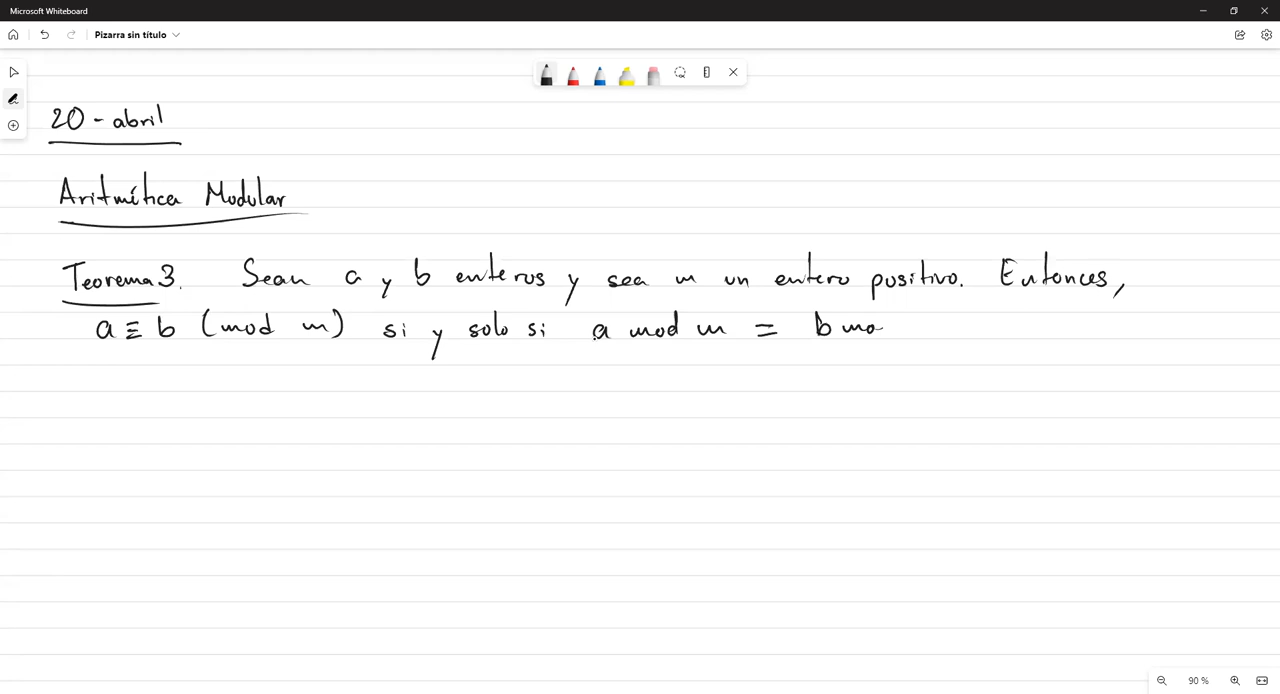 Microsoft Whiteboard
Pizarra sin título
20 - abril
Aritmética Modular
Teorema 3. Sean a y b enteros y sea m un entero positivo. Entonces,
a ≡ b (mod m) si y solo si a mod m = b mo
90 %